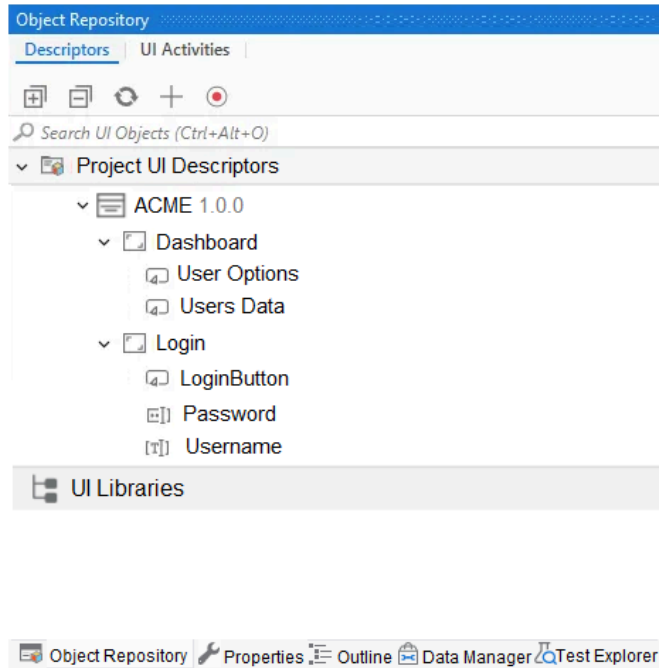 Object Repository
Descriptors UI Activities
Search UI Objects (Ctrl+Alt+O)
Project UI Descriptors
ACME 1.0.0
Dashboard
User Options
Users Data
Login
LoginButton
Password
Username
UI Libraries
Object Repository Properties Outline Data Manager Test Explorer